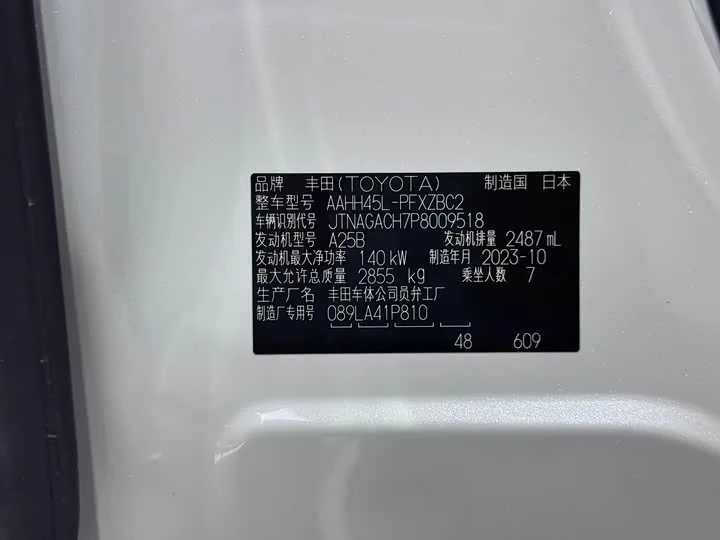 品牌 丰田(TOYOTA) 制造国 日本
整车型号 AAHH45L-PFXZBC2
车辆识别代号 JTNAGACH7P8009518
发动机型号 A25B 发动机排量 2487 mL
发动机最大净功率 140 kW 制造年月 2023-10
最大允许总质量 2855 kg 乘坐人数 7
生产厂名 丰田车体公司员弁工厂
制造厂专用号 089LA41P810
48 609